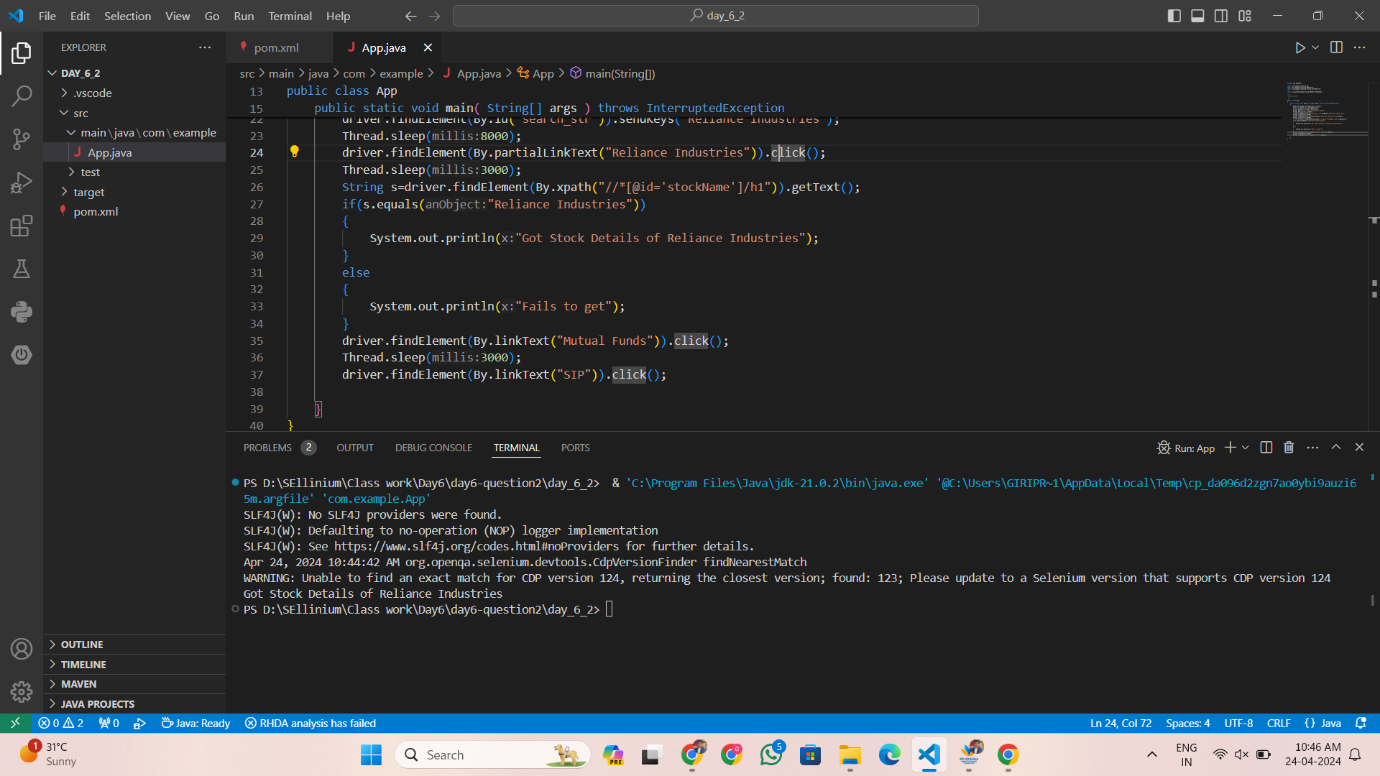 File Edit Selection View Go Run Terminal Help
day_6_2
EXPLORER
pom.xml
App.java
DAY_6_2
.vscode
src
main\java\com\example
App.java
test
target
pom.xml
src > main > java > com > example > App.java > App > main(String[])
13 public class App
15 public static void main( String[] args ) throws InterruptedException
22 driver.findElement(By.id("search_str")).sendKeys("Reliance Industries");
23 Thread.sleep(millis:8000);
24 driver.findElement(By.partialLinkText("Reliance Industries")).click();
25 Thread.sleep(millis:3000);
26 String s=driver.findElement(By.xpath("//*[@id='stockName']/h1")).getText();
27 if(s.equals(anObject:"Reliance Industries"))
28 {
29 System.out.println(x:"Got Stock Details of Reliance Industries");
30 }
31 else
32 {
33 System.out.println(x:"Fails to get");
34 }
35 driver.findElement(By.linkText("Mutual Funds")).click();
36 Thread.sleep(millis:3000);
37 driver.findElement(By.linkText("SIP")).click();
38
39 }
40 }
PROBLEMS 2 OUTPUT DEBUG CONSOLE TERMINAL PORTS
Run: App
PS D:\SEllinium\Class work\Day6\day6-question2\day_6_2> & 'C:\Program Files\Java\jdk-21.0.2\bin\java.exe' '@C:\Users\GIRIPR~1\AppData\Local\Temp\cp_da096d2zgn7ao0ybi9auzi6
5m.argfile' 'com.example.App'
SLF4J(W): No SLF4J providers were found.
SLF4J(W): Defaulting to no-operation (NOP) logger implementation
SLF4J(W): See https://www.slf4j.org/codes.html#noProviders for further details.
Apr 24, 2024 10:44:42 AM org.openqa.selenium.devtools.CdpVersionFinder findNearestMatch
WARNING: Unable to find an exact match for CDP version 124, returning the closest version; found: 123; Please update to a Selenium version that supports CDP version 124
Got Stock Details of Reliance Industries
PS D:\SEllinium\Class work\Day6\day6-question2\day_6_2>
OUTLINE
TIMELINE
MAVEN
JAVA PROJECTS
0 2 0 Java: Ready RHDA analysis has failed
Ln 24, Col 72 Spaces: 4 UTF-8 CRLF {} Java
1
31°C
Sunny
Search
PRE
5
ENG
IN
10:46 AM
24-04-2024